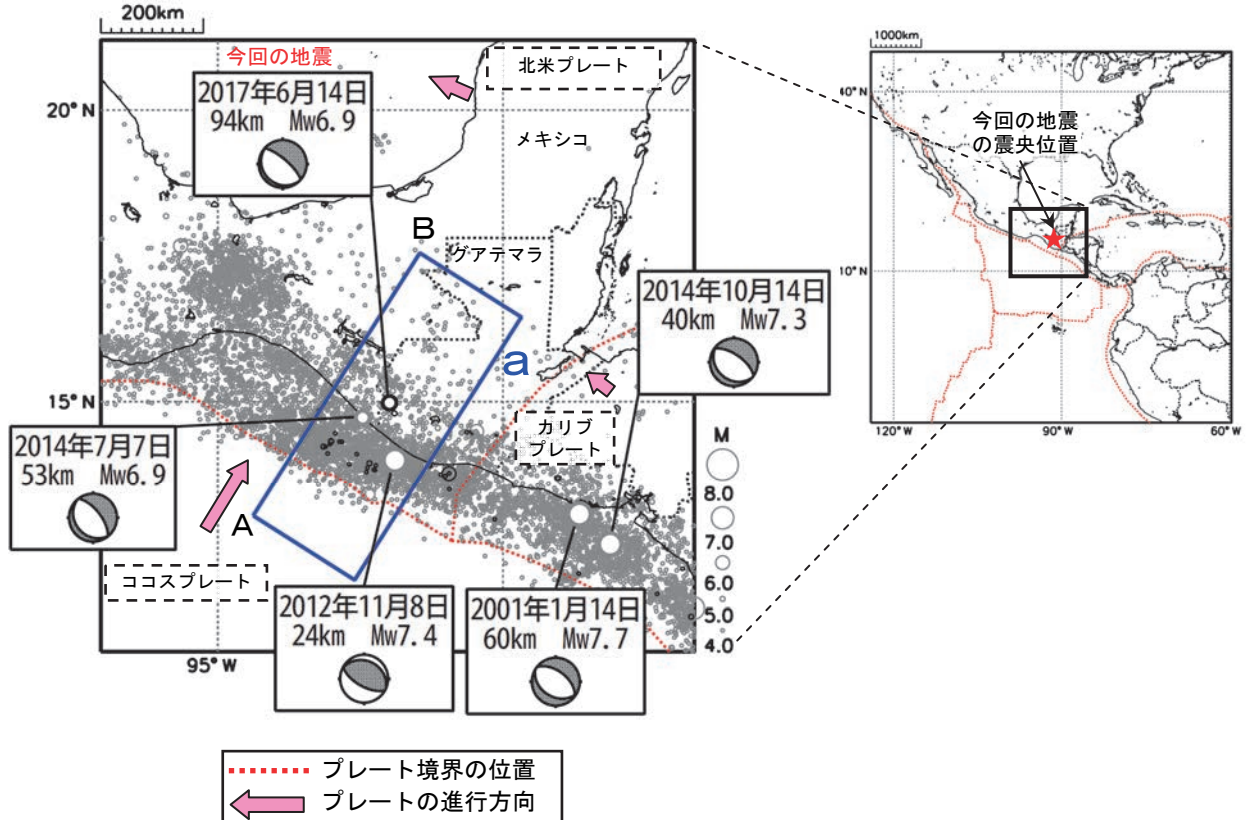 200km
今回の地震
2017年6月14日
94km Mw6.9
北米プレート
20°N
メキシコ
B
グアテマラ
2014年10月14日
40km Mw7.3
a
15°N
カリブ
プレート
2014年7月7日
53km Mw6.9
A
ココスプレート
2012年11月8日
24km Mw7.4
2001年1月14日
60km Mw7.7
95°W
M
8.0
7.0
6.0
5.0
4.0
1000km
40°N
今回の地震
の震央位置
10°N
120°W
90°W
60°W
プレート境界の位置
プレートの進行方向